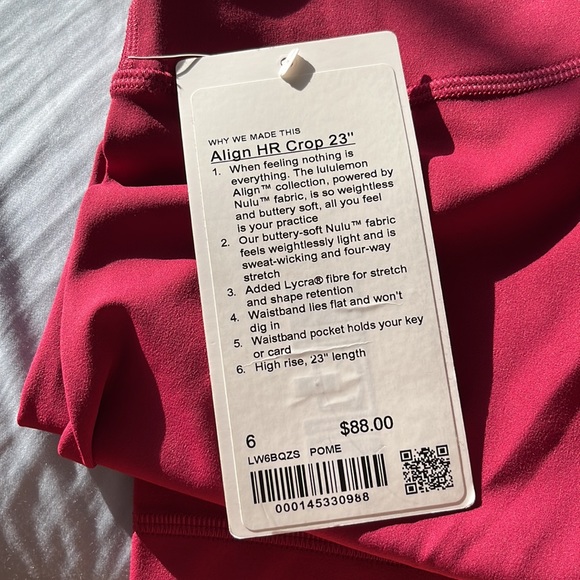 WHY WE MADE THIS
Align HR Crop 23"
1. When feeling nothing is
everything. The lululemon
Align™ collection, powered by
Nulu™ fabric, is so weightless
and buttery soft, all you feel
is your practice
2. Our buttery-soft Nulu™ fabric
feels weightlessly light and is
sweat-wicking and four-way
stretch
3. Added Lycra® fibre for stretch
and shape retention
4. Waistband lies flat and won't
dig in
5. Waistband pocket holds your key
or card
6. High rise, 23" length
6 $88.00
LW6BQZS POME
000145330988